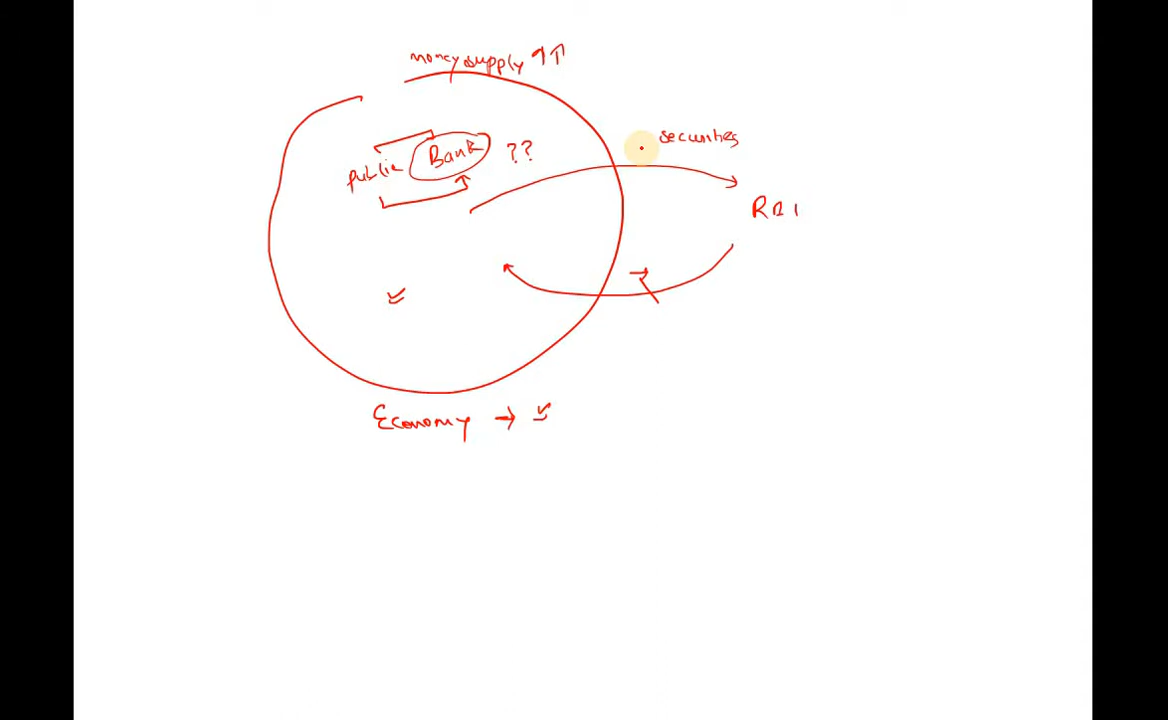 money supply ↑↑
securities
public Bank ??
RBI
Economy →